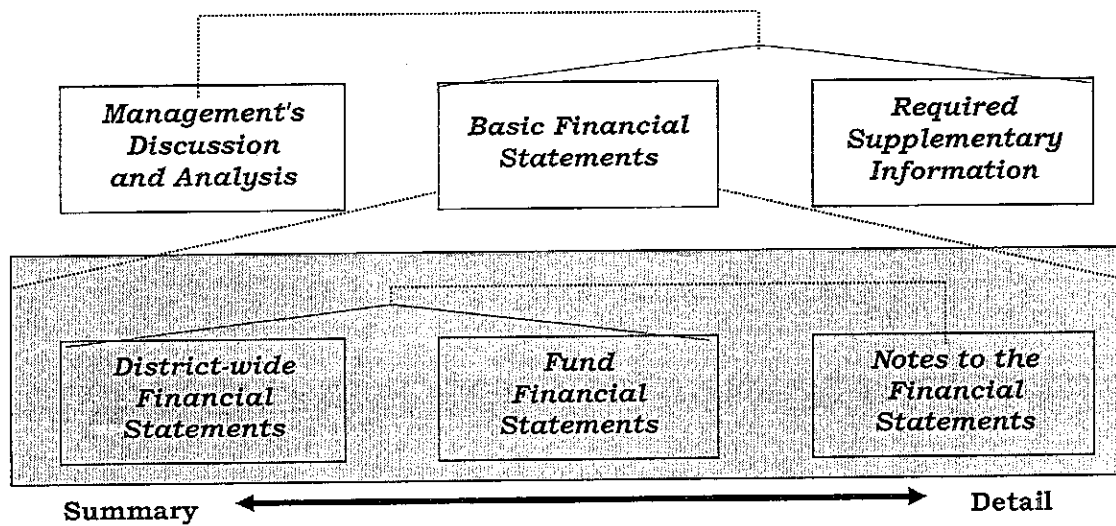 Management's
Discussion
and Analysis
Basic Financial
Statements
Required
Supplementary
Information
District-wide
Financial
Statements
Fund
Financial
Statements
Notes to the
Financial
Statements
Summary
Detail